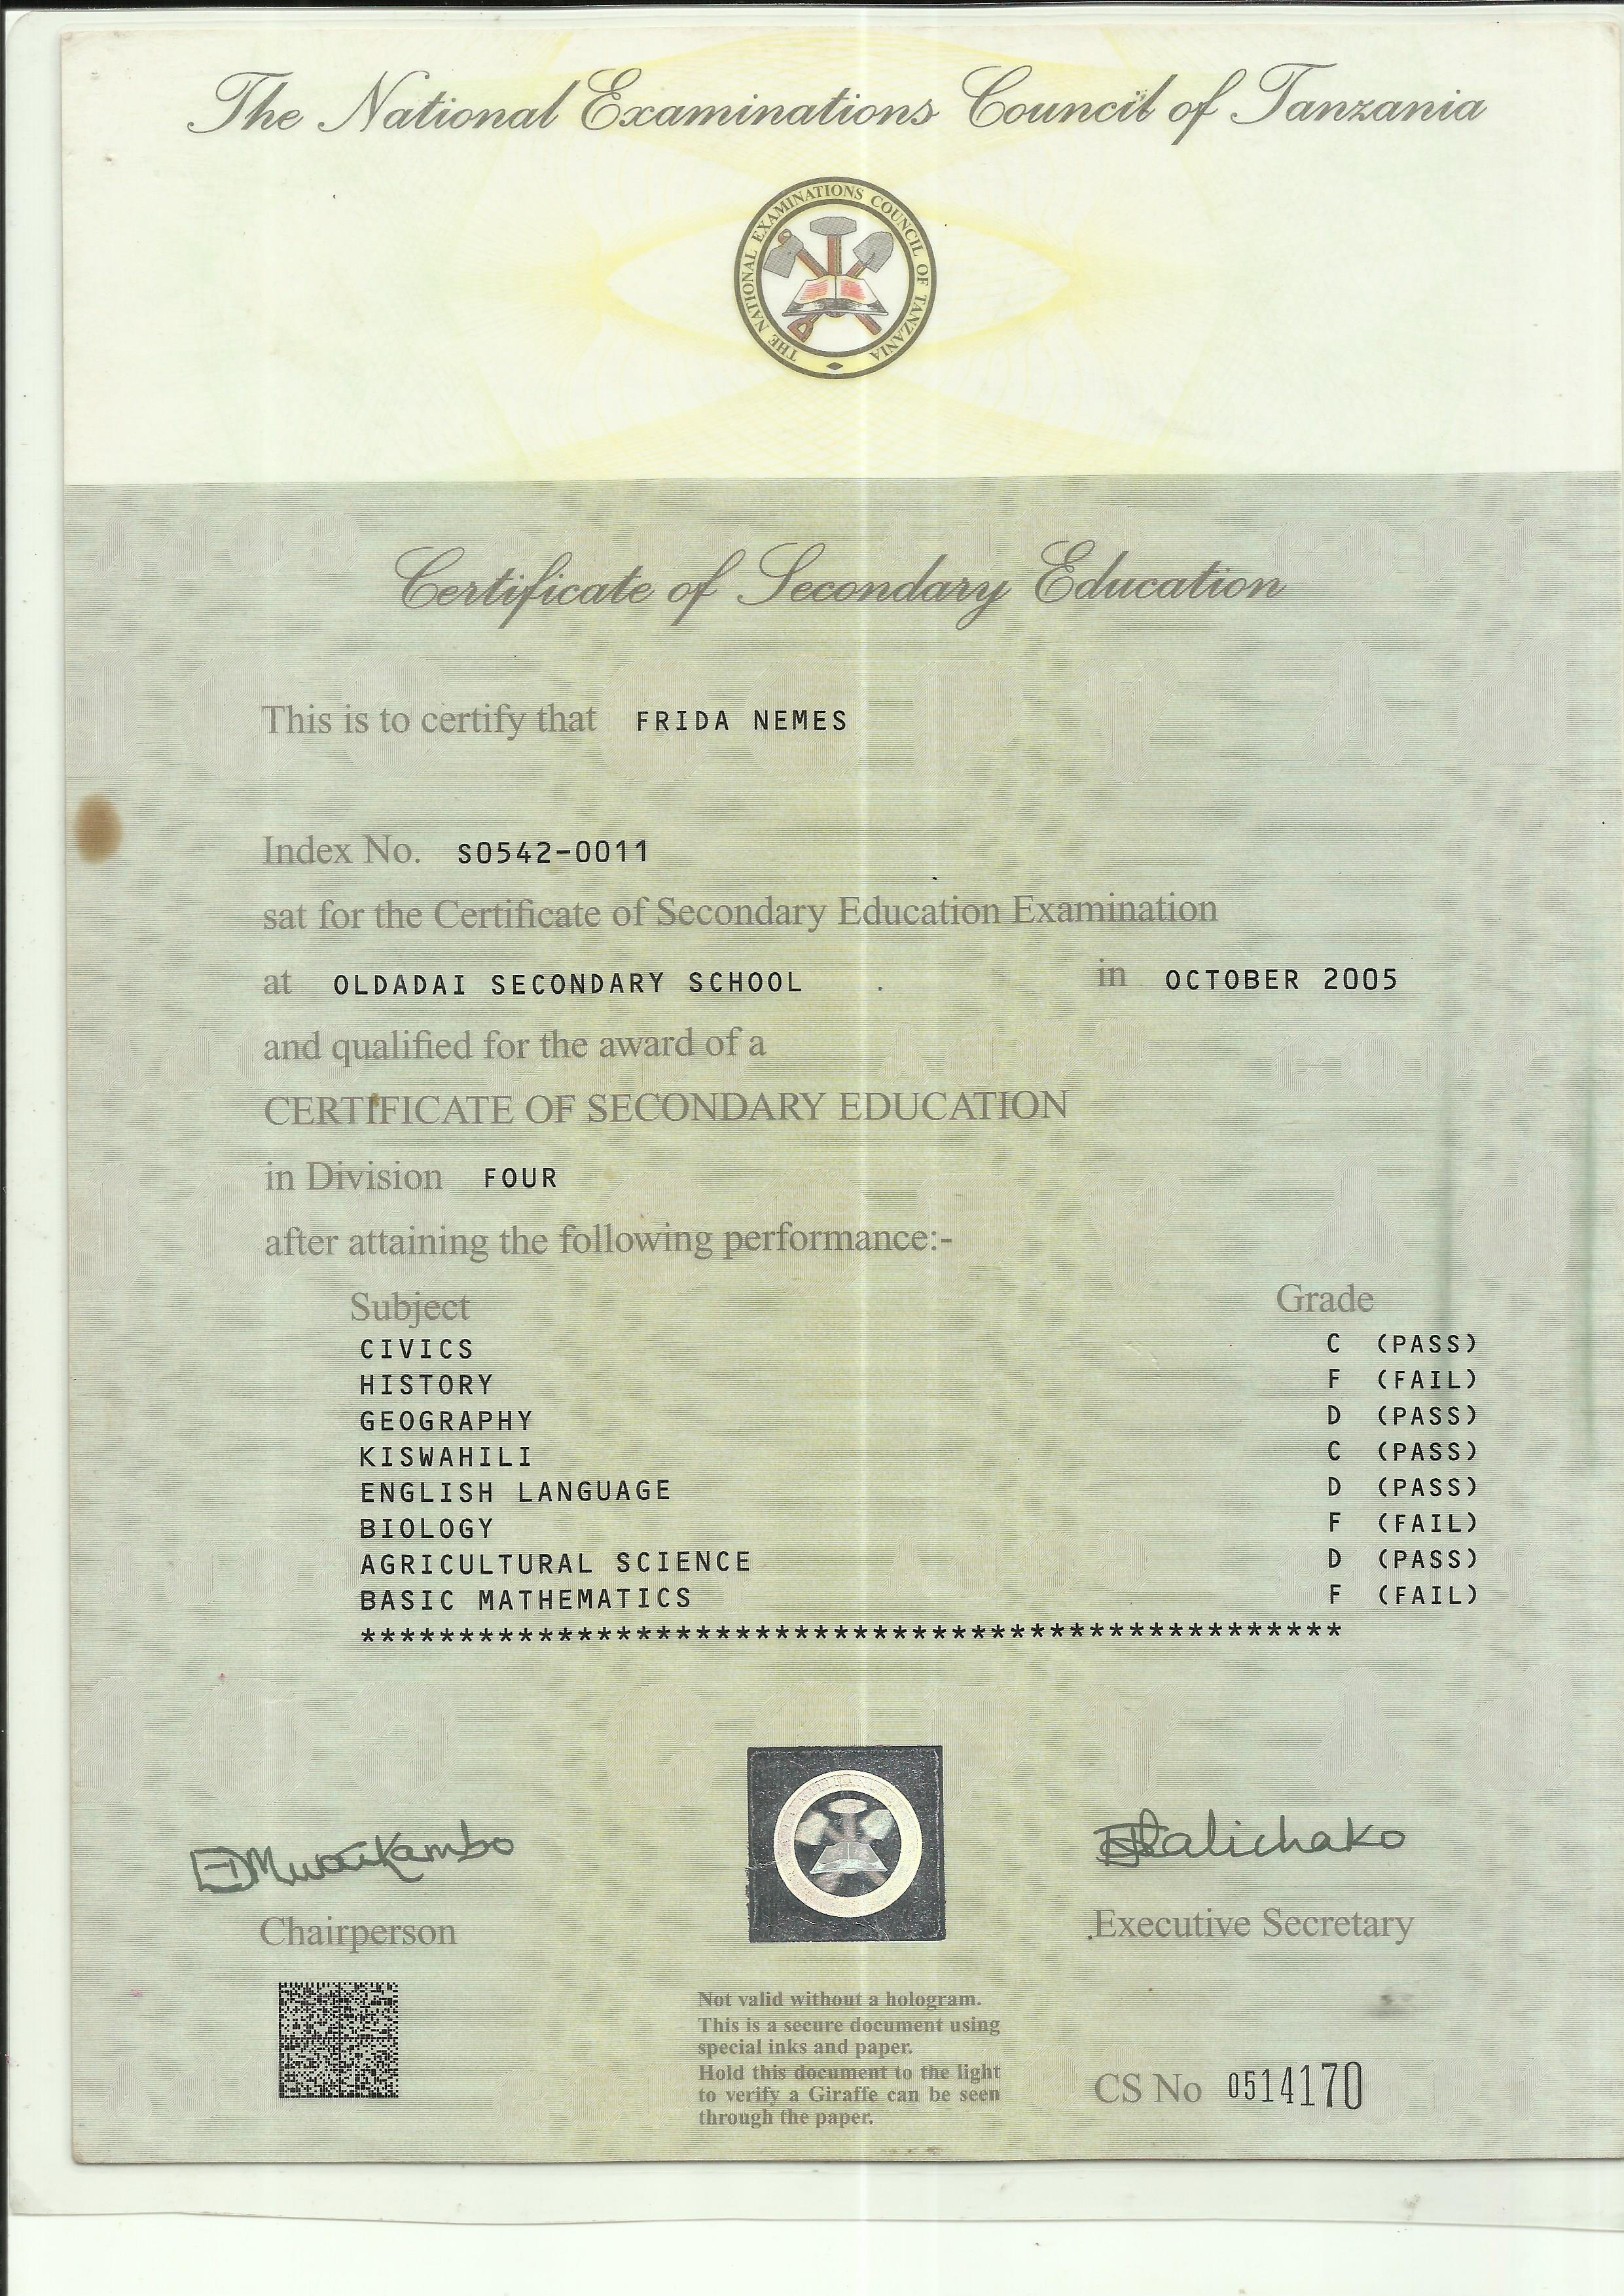 The National Examinations Council of Tanzania
THE NATIONAL EXAMINATIONS COUNCIL OF TANZANIA
Certificate of Secondary Education
This is to certify that FRIDA NEMES
Index No. S0542-0011
sat for the Certificate of Secondary Education Examination
at OLDADAI SECONDARY SCHOOL in OCTOBER 2005
and qualified for the award of a
CERTIFICATE OF SECONDARY EDUCATION
in Division FOUR
after attaining the following performance:-
Subject Grade
CIVICS C (PASS)
HISTORY F (FAIL)
GEOGRAPHY D (PASS)
KISWAHILI C (PASS)
ENGLISH LANGUAGE D (PASS)
BIOLOGY F (FAIL)
AGRICULTURAL SCIENCE D (PASS)
BASIC MATHEMATICS F (FAIL)
**************************************************
Chairperson
Executive Secretary
Not valid without a hologram.
This is a secure document using
special inks and paper.
Hold this document to the light
to verify a Giraffe can be seen
through the paper.
CS No 0514170